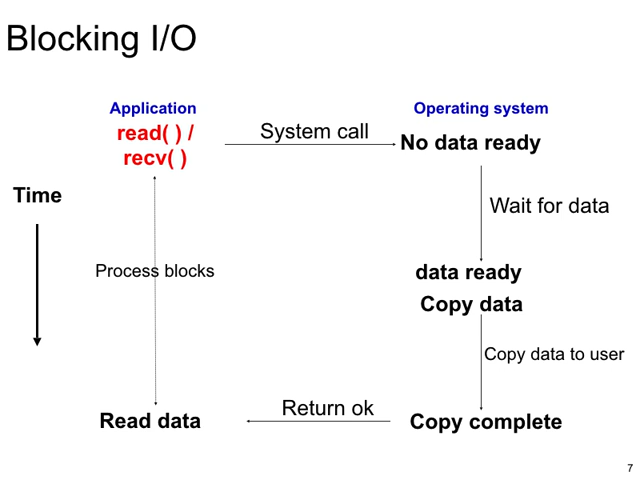 Blocking I/O
Application
Operating system
read( ) /
recv( )
System call
No data ready
Time
Wait for data
Process blocks
data ready
Copy data
Copy data to user
Read data
Return ok
Copy complete
7